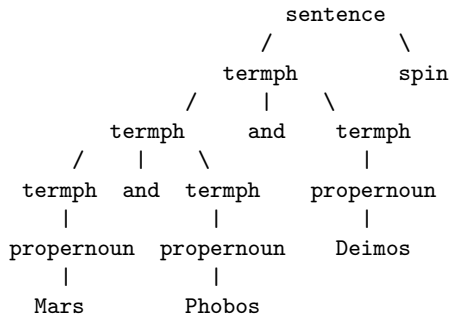 sentence
/ \
termph spin
/ | \
termph and termph
/ | \ |
termph and termph propernoun
| | |
propernoun propernoun Deimos
| |
Mars Phobos